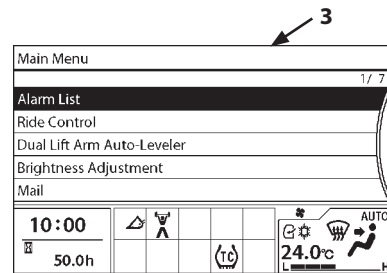 3
Main Menu
1/ 7
Alarm List
Ride Control
Dual Lift Arm Auto-Leveler
Brightness Adjustment
Mail
10:00
50.0h
TC
AUTO
24.0°C
L H